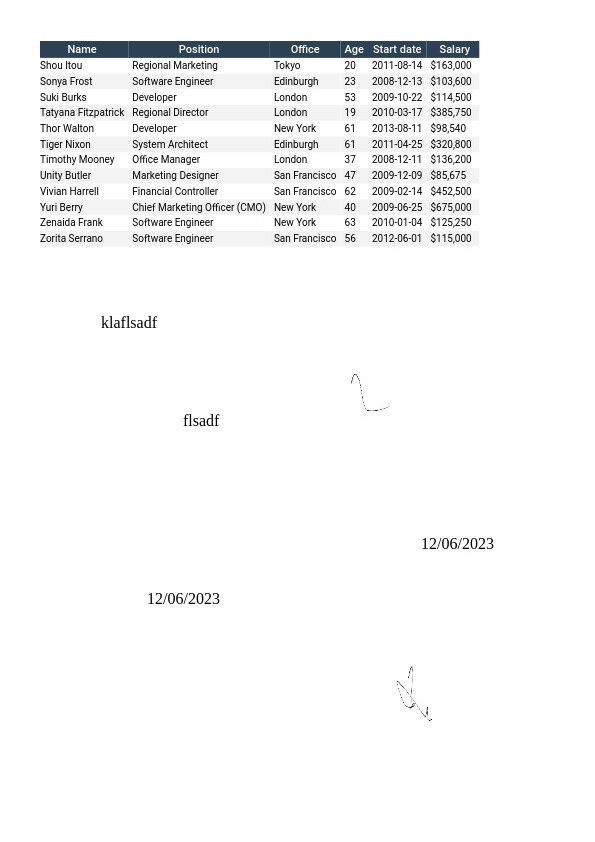 Name Position Office Age Start date Salary
Shou Itou Regional Marketing Tokyo 20 2011-08-14 $163,000
Sonya Frost Software Engineer Edinburgh 23 2008-12-13 $103,600
Suki Burks Developer London 53 2009-10-22 $114,500
Tatyana Fitzpatrick Regional Director London 19 2010-03-17 $385,750
Thor Walton Developer New York 61 2013-08-11 $98,540
Tiger Nixon System Architect Edinburgh 61 2011-04-25 $320,800
Timothy Mooney Office Manager London 37 2008-12-11 $136,200
Unity Butler Marketing Designer San Francisco 47 2009-12-09 $85,675
Vivian Harrell Financial Controller San Francisco 62 2009-02-14 $452,500
Yuri Berry Chief Marketing Officer (CMO) New York 40 2009-06-25 $675,000
Zenaida Frank Software Engineer New York 63 2010-01-04 $125,250
Zorita Serrano Software Engineer San Francisco 56 2012-06-01 $115,000
klaflsadf
flsadf
12/06/2023
12/06/2023